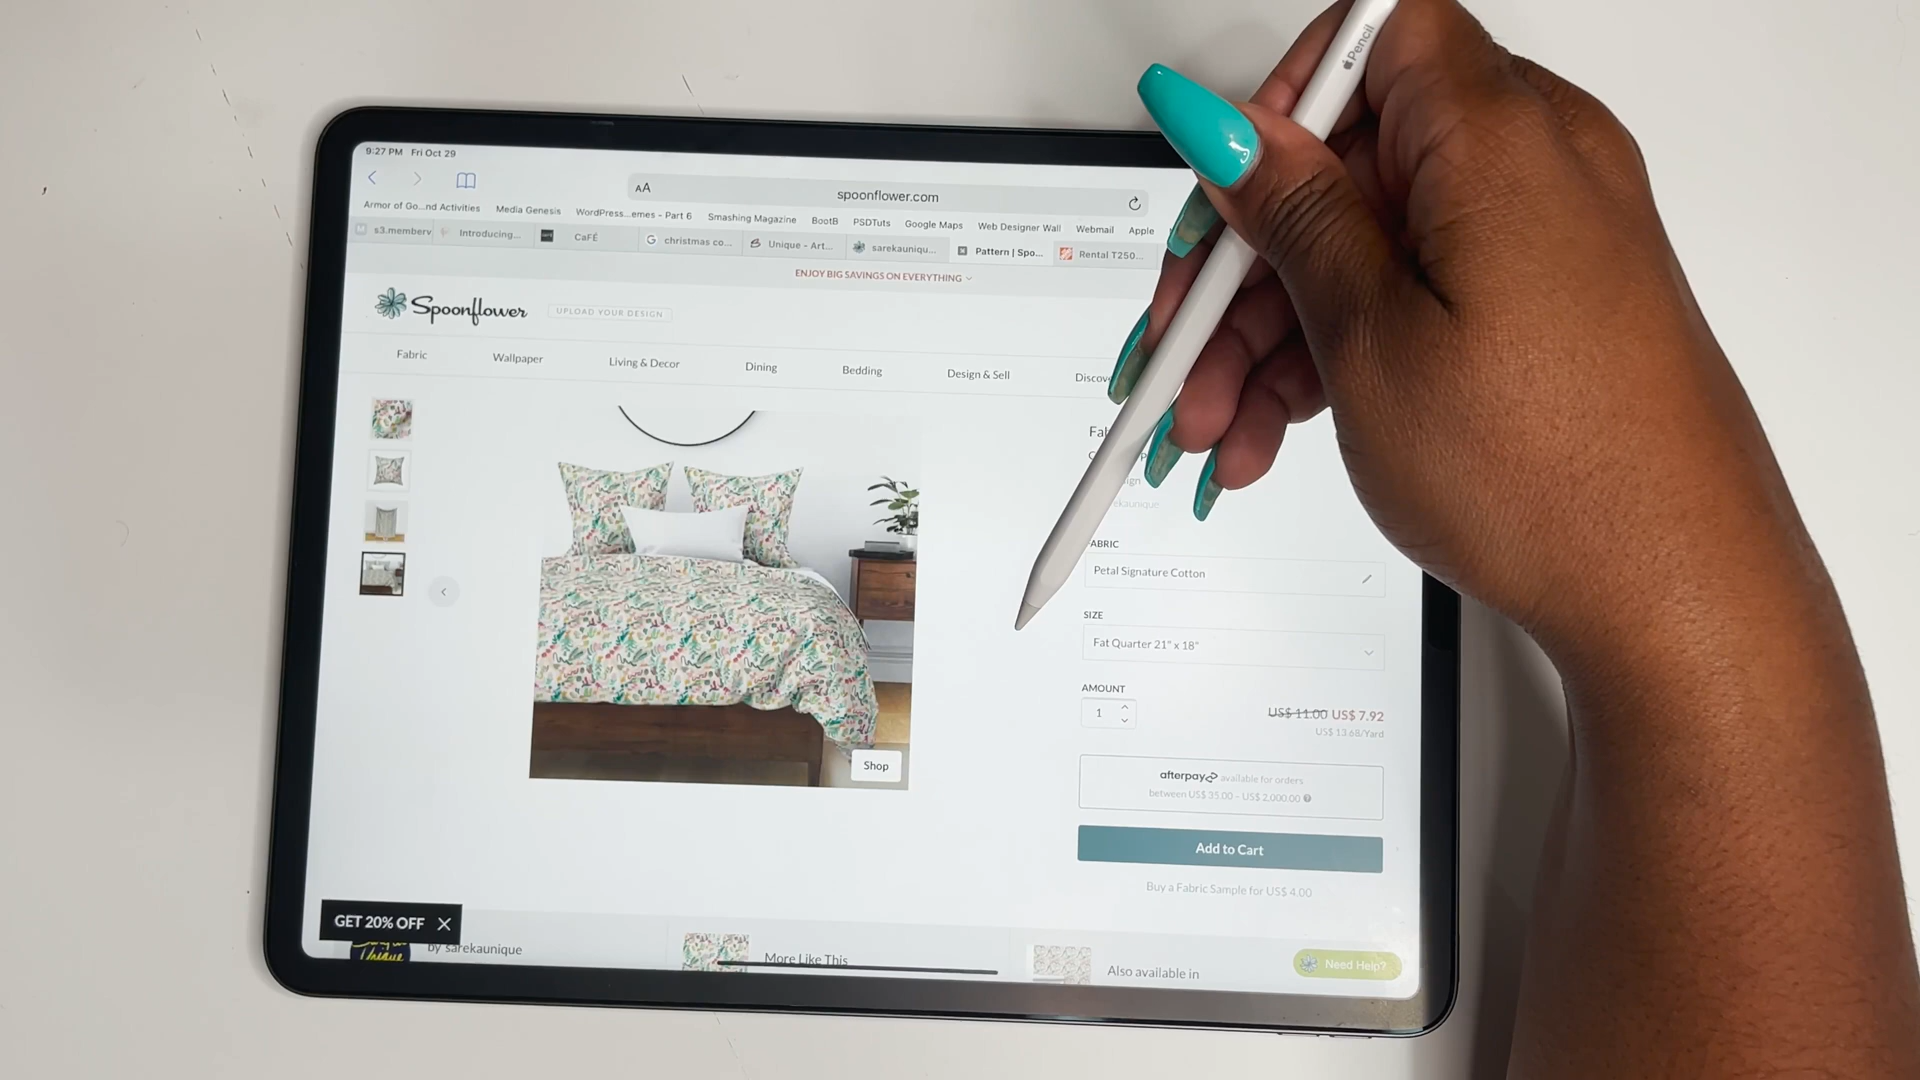 Pencil
9:27 PM Fri Oct 29
AA spoonflower.com
Armor of Go...nd Activities Media Genesis WordPress...emes - Part 6 Smashing Magazine BootB PSDTuts Google Maps Web Designer Wall Webmail Apple
s3.memberv Introducing... CaFÉ christmas co... Unique - Art... sarekauniqu... Pattern | Spo... Rental T250...
ENJOY BIG SAVINGS ON EVERYTHING
Spoonflower UPLOAD YOUR DESIGN
Fabric Wallpaper Living & Decor Dining Bedding Design & Sell Discov
Fab
ekaunique
FABRIC
Petal Signature Cotton
SIZE
Fat Quarter 21" x 18"
AMOUNT
1 US$ 11.00 US$ 7.92
US$ 13.68/Yard
Shop
afterpay available for orders
between US$ 35.00 - US$ 2,000.00
Add to Cart
Buy a Fabric Sample for US$ 4.00
GET 20% OFF
Unique
by sarekaunique
More Like This
Also available in
Need Help?